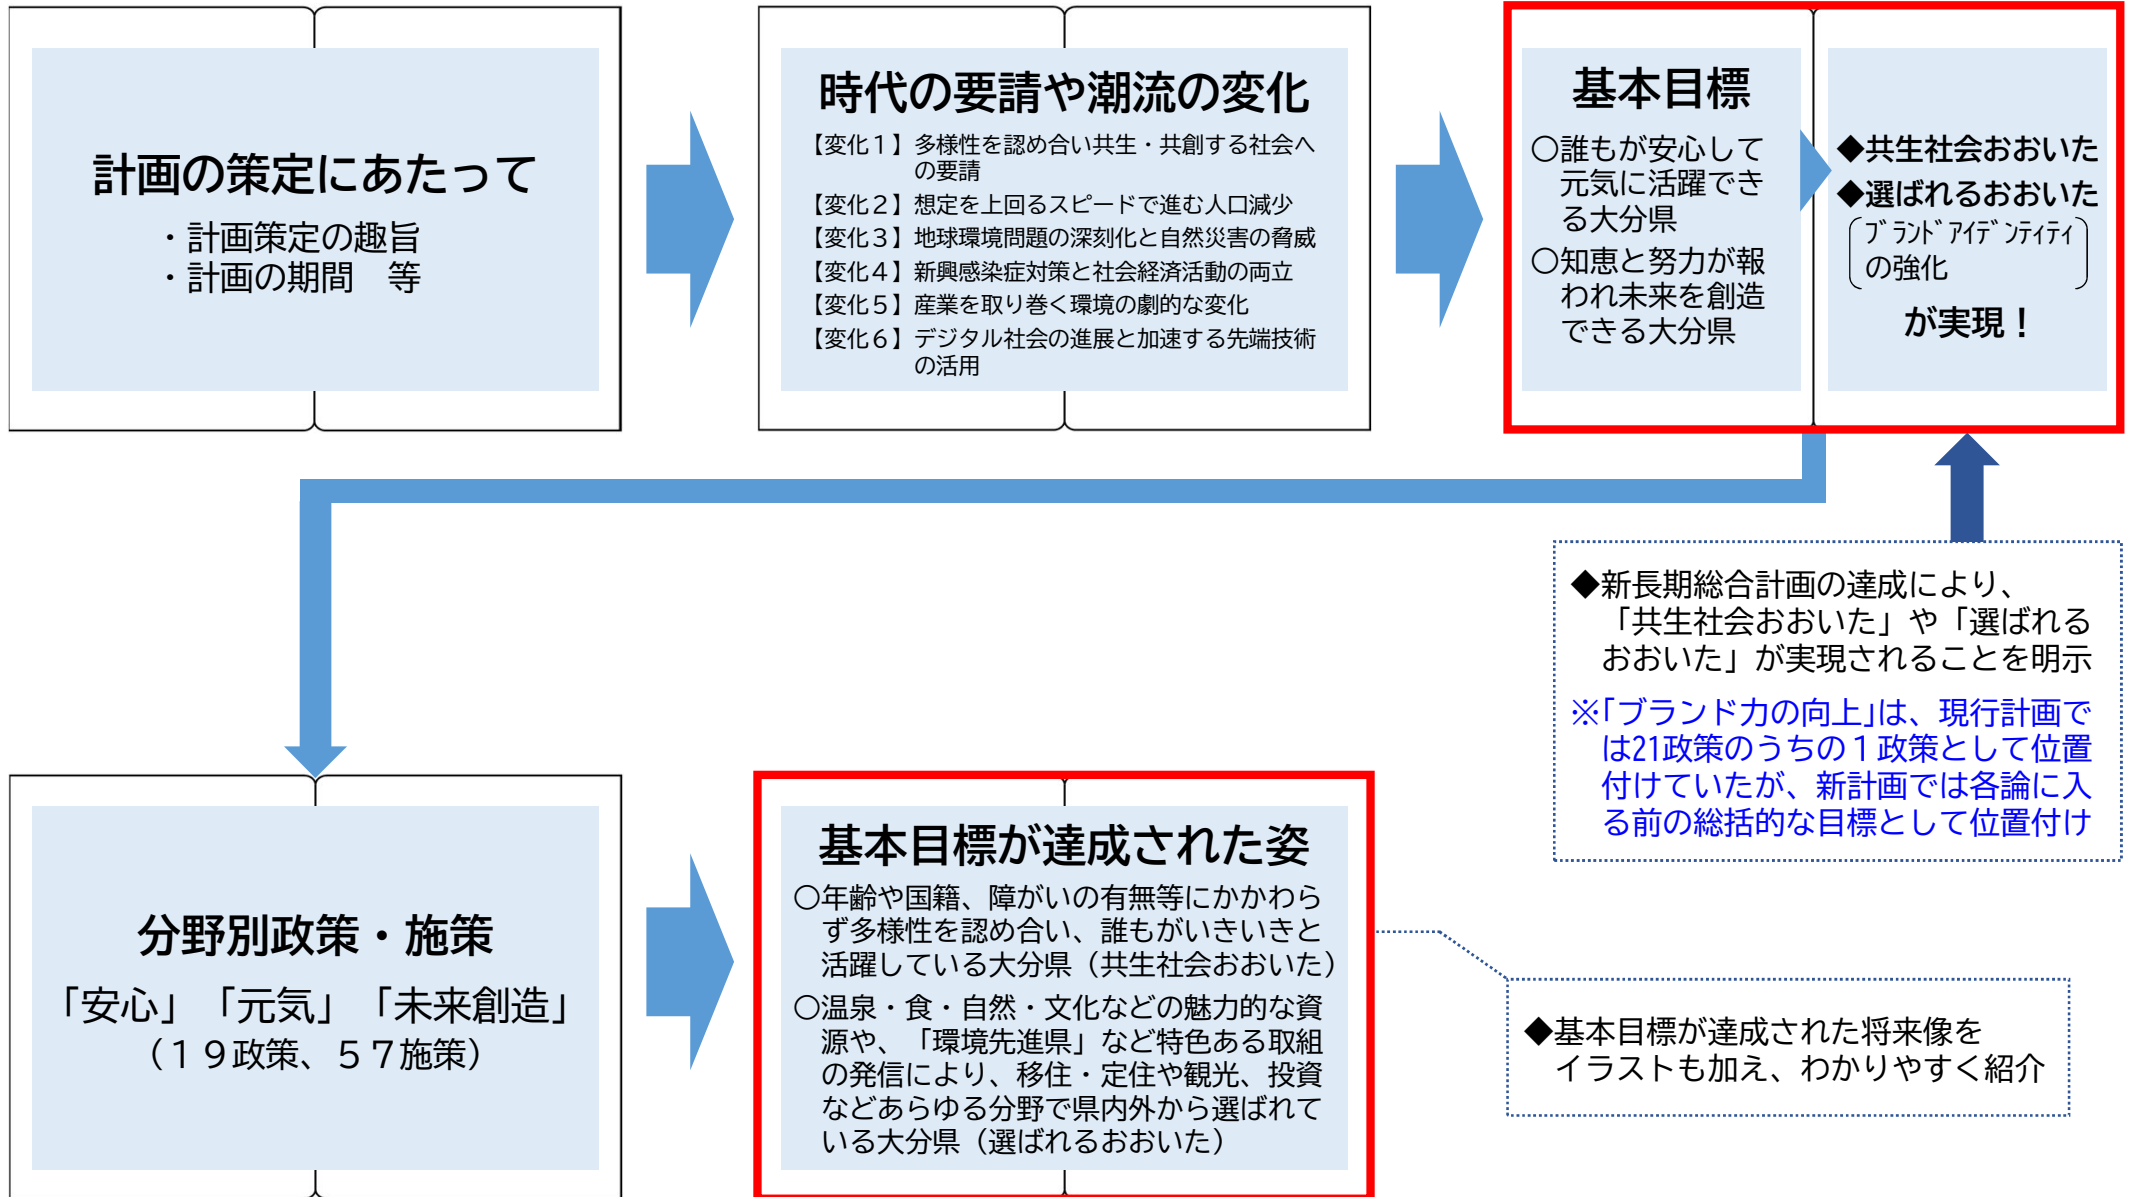 計画の策定にあたって
・計画策定の趣旨
・計画の期間　等
時代の要請や潮流の変化
【変化１】多様性を認め合い共生・共創する社会へ
の要請
【変化２】想定を上回るスピードで進む人口減少
【変化３】地球環境問題の深刻化と自然災害の脅威
【変化４】新興感染症対策と社会経済活動の両立
【変化５】産業を取り巻く環境の劇的な変化
【変化６】デジタル社会の進展と加速する先端技術
の活用
基本目標
○誰もが安心して
元気に活躍でき
る大分県
○知恵と努力が報
われ未来を創造
できる大分県
◆共生社会おおいた
◆選ばれるおおいた
ﾌﾞﾗﾝﾄﾞｱｲﾃﾞﾝﾃｨﾃｨ
の強化
が実現！
◆新長期総合計画の達成により、
「共生社会おおいた」や「選ばれる
おおいた」が実現されることを明示
※｢ブランド力の向上｣は、現行計画で
は21政策のうちの１政策として位置
付けていたが、新計画では各論に入
る前の総括的な目標として位置付け
分野別政策・施策
「安心」「元気」「未来創造」
（１９政策、５７施策）
基本目標が達成された姿
○年齢や国籍、障がいの有無等にかかわら
ず多様性を認め合い、誰もがいきいきと
活躍している大分県（共生社会おおいた）
○温泉・食・自然・文化などの魅力的な資
源や、「環境先進県」など特色ある取組
の発信により、移住・定住や観光、投資
などあらゆる分野で県内外から選ばれて
いる大分県（選ばれるおおいた）
◆基本目標が達成された将来像を
イラストも加え、わかりやすく紹介